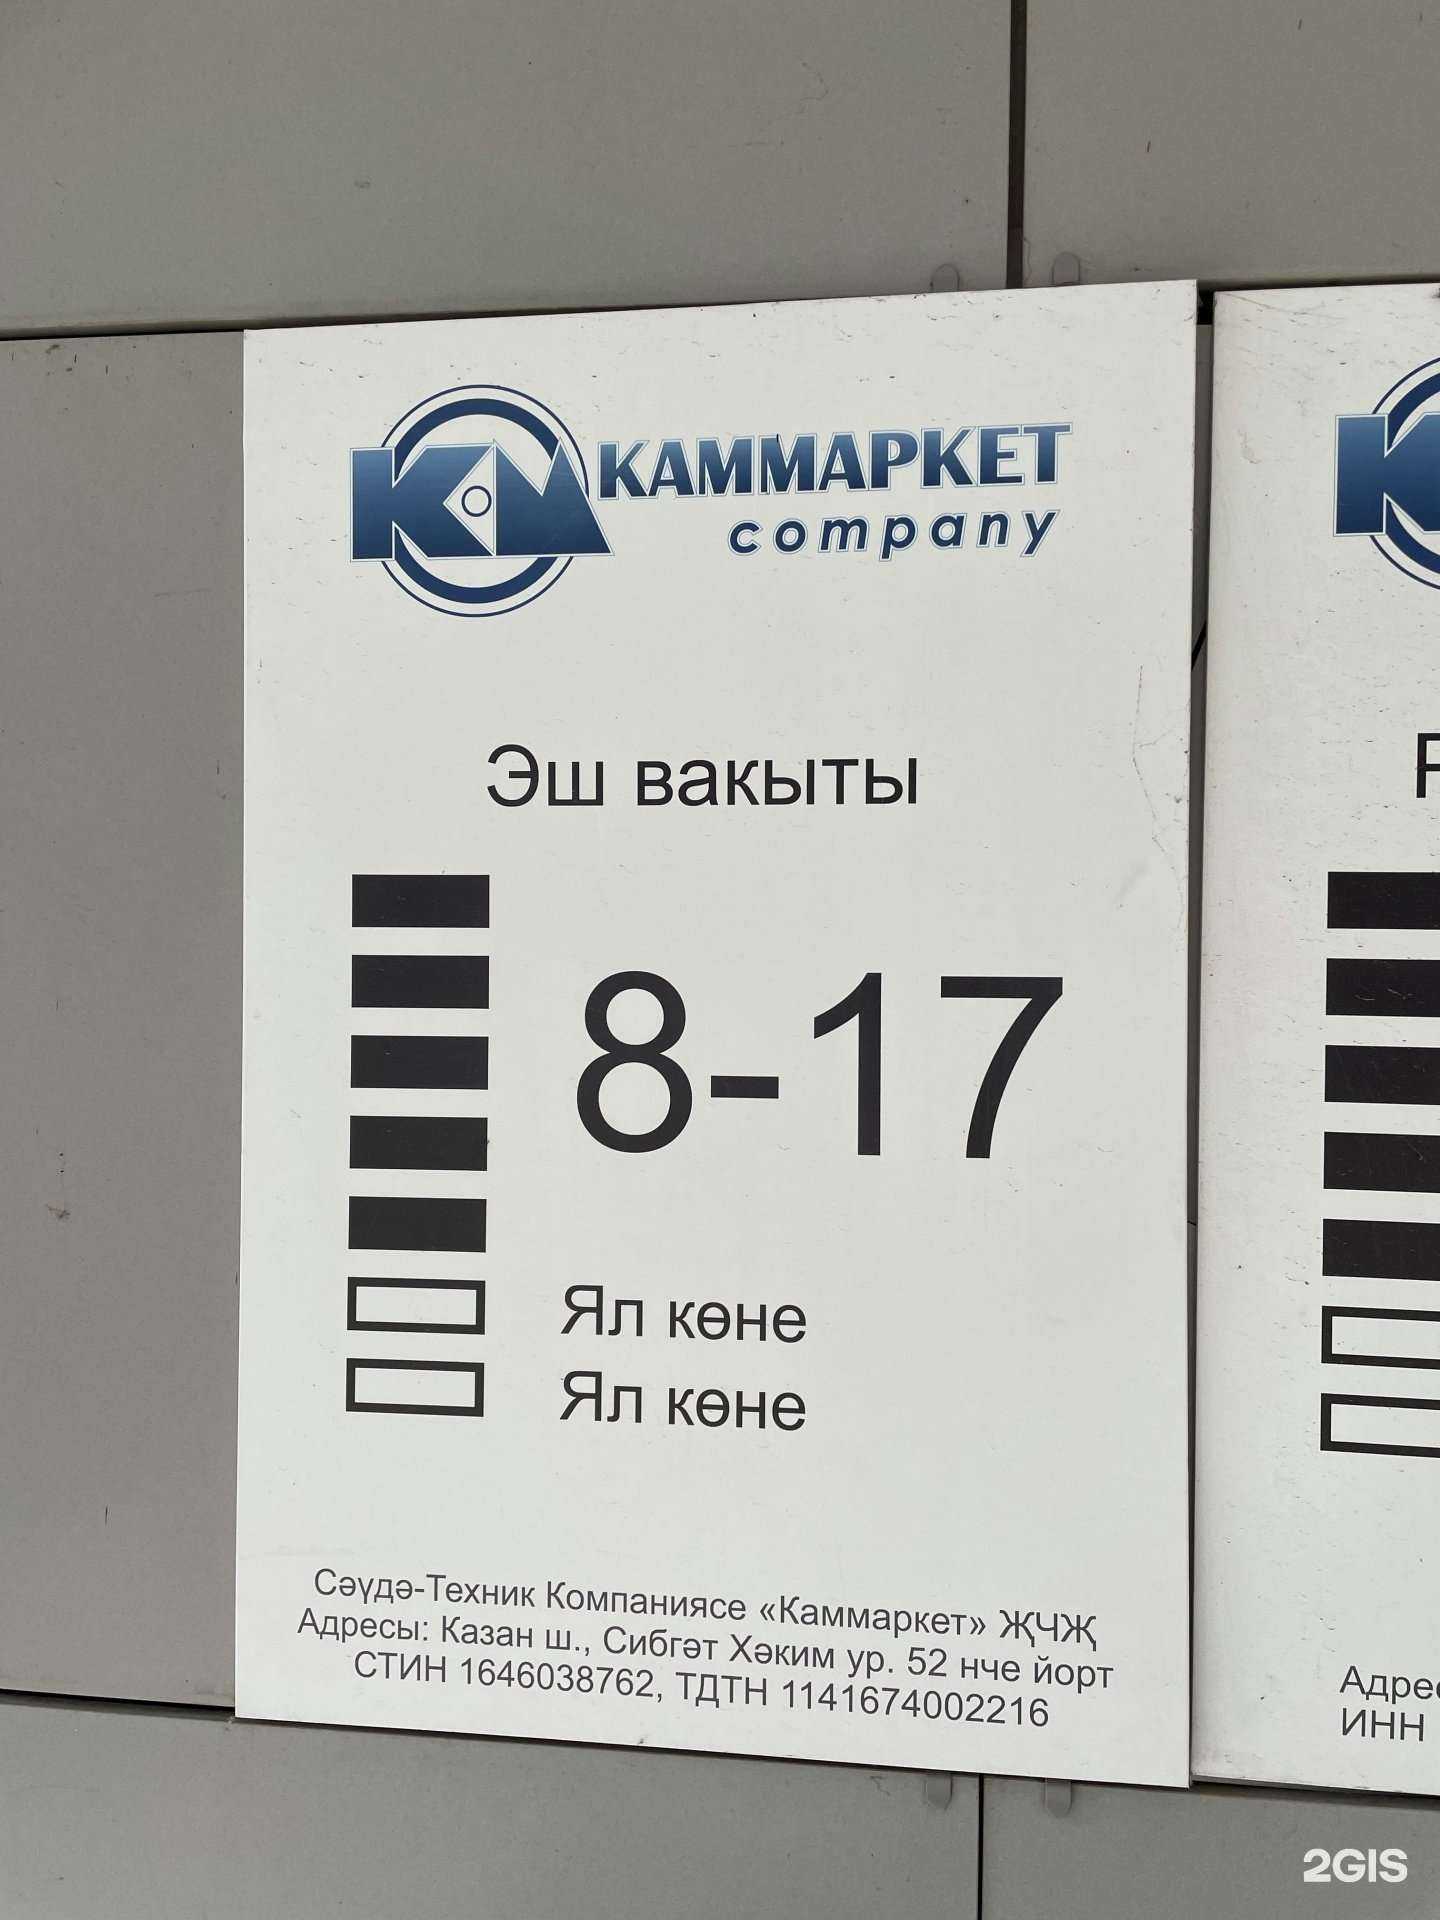 КАММАРКЕТ
company
Эш вакыты
8-17
Ял көне
Ял көне
Сәүдә-Техник Компаниясе «Каммаркет» ҖЧҖ
Адресы: Казан ш., Сибгәт Хәким ур. 52 нче йорт
СТИН 1646038762, ТДТН 1141674002216
ИНН
2GIS